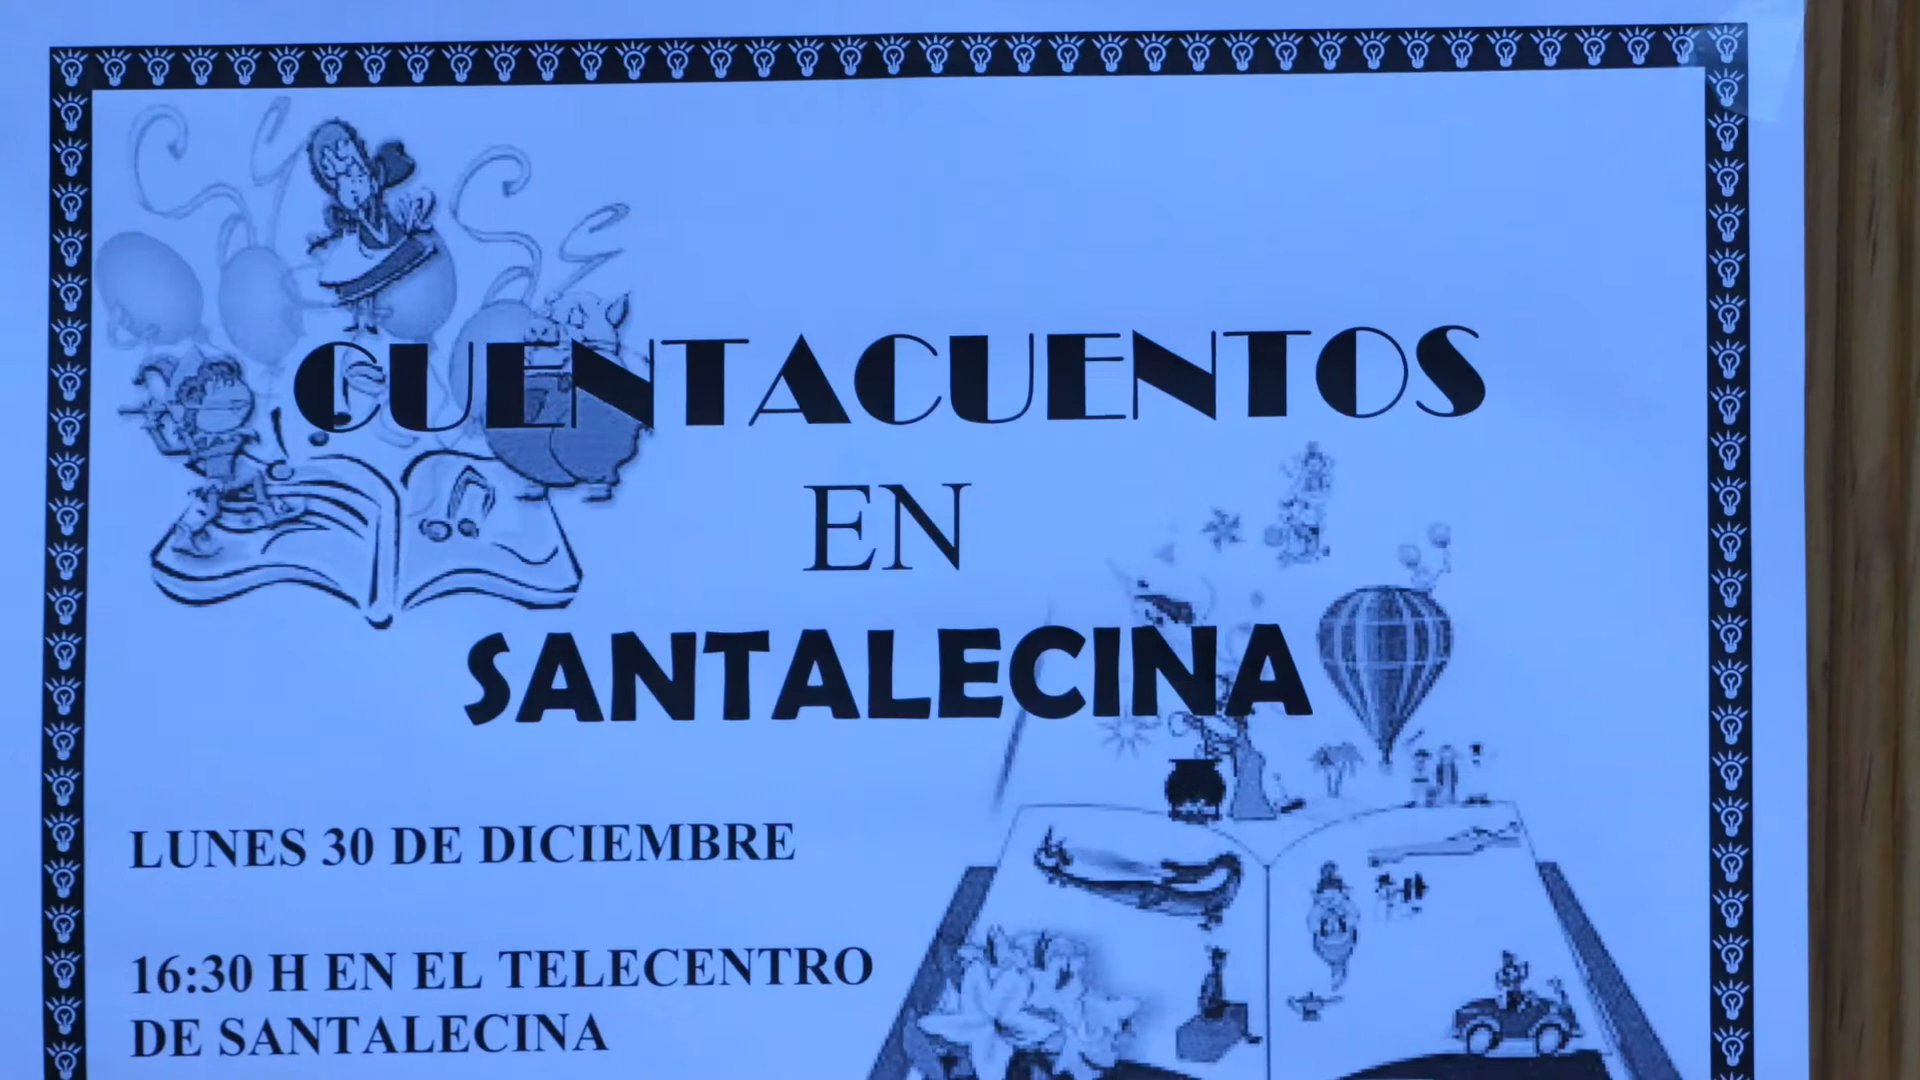 CUENTACUENTOS
EN
SANTALECINA
LUNES 30 DE DICIEMBRE
16:30 H EN EL TELECENTRO
DE SANTALECINA